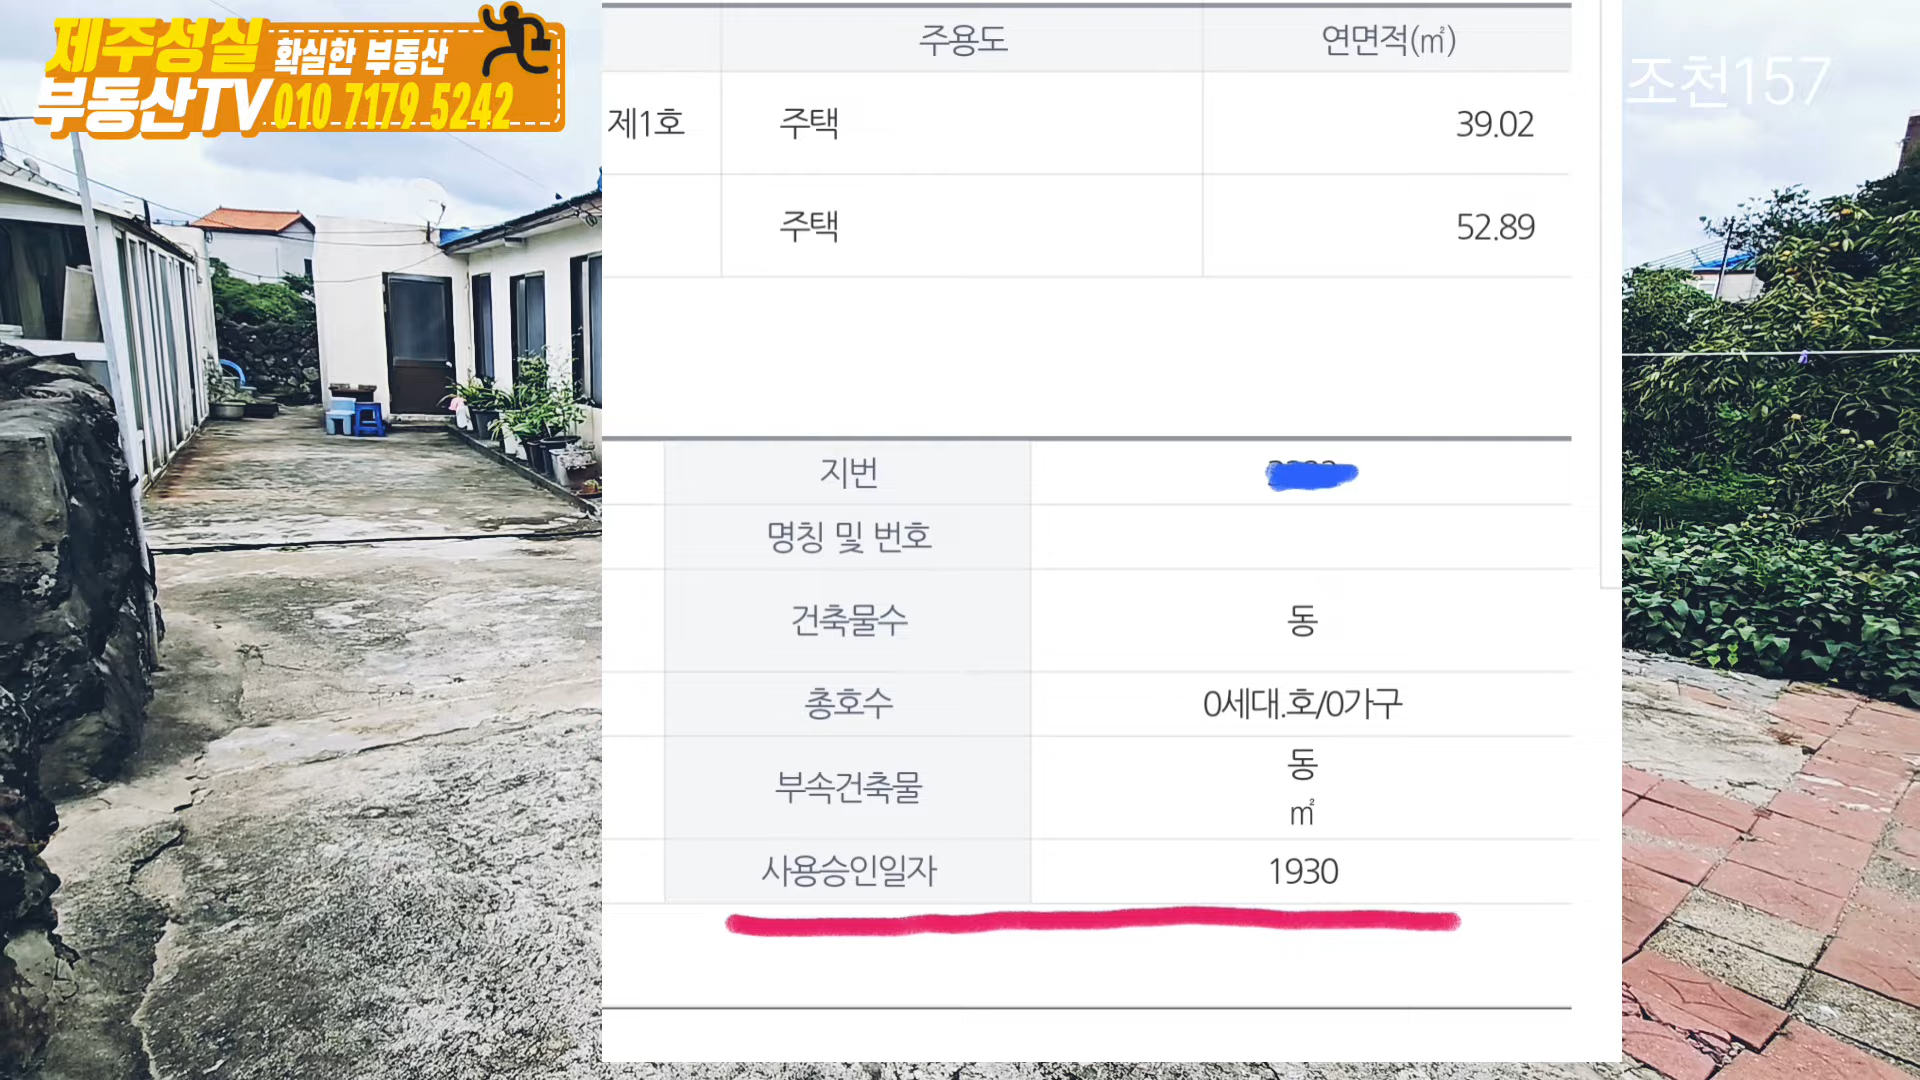 제주성실 확실한 부동산
부동산TV 010 7179 5242
조천157
주용도 연면적(㎡)
제1호 주택 39.02
주택 52.89
지번
명칭 및 번호
건축물수 동
총호수 0세대.호/0가구
부속건축물 동
㎡
사용승인일자 1930